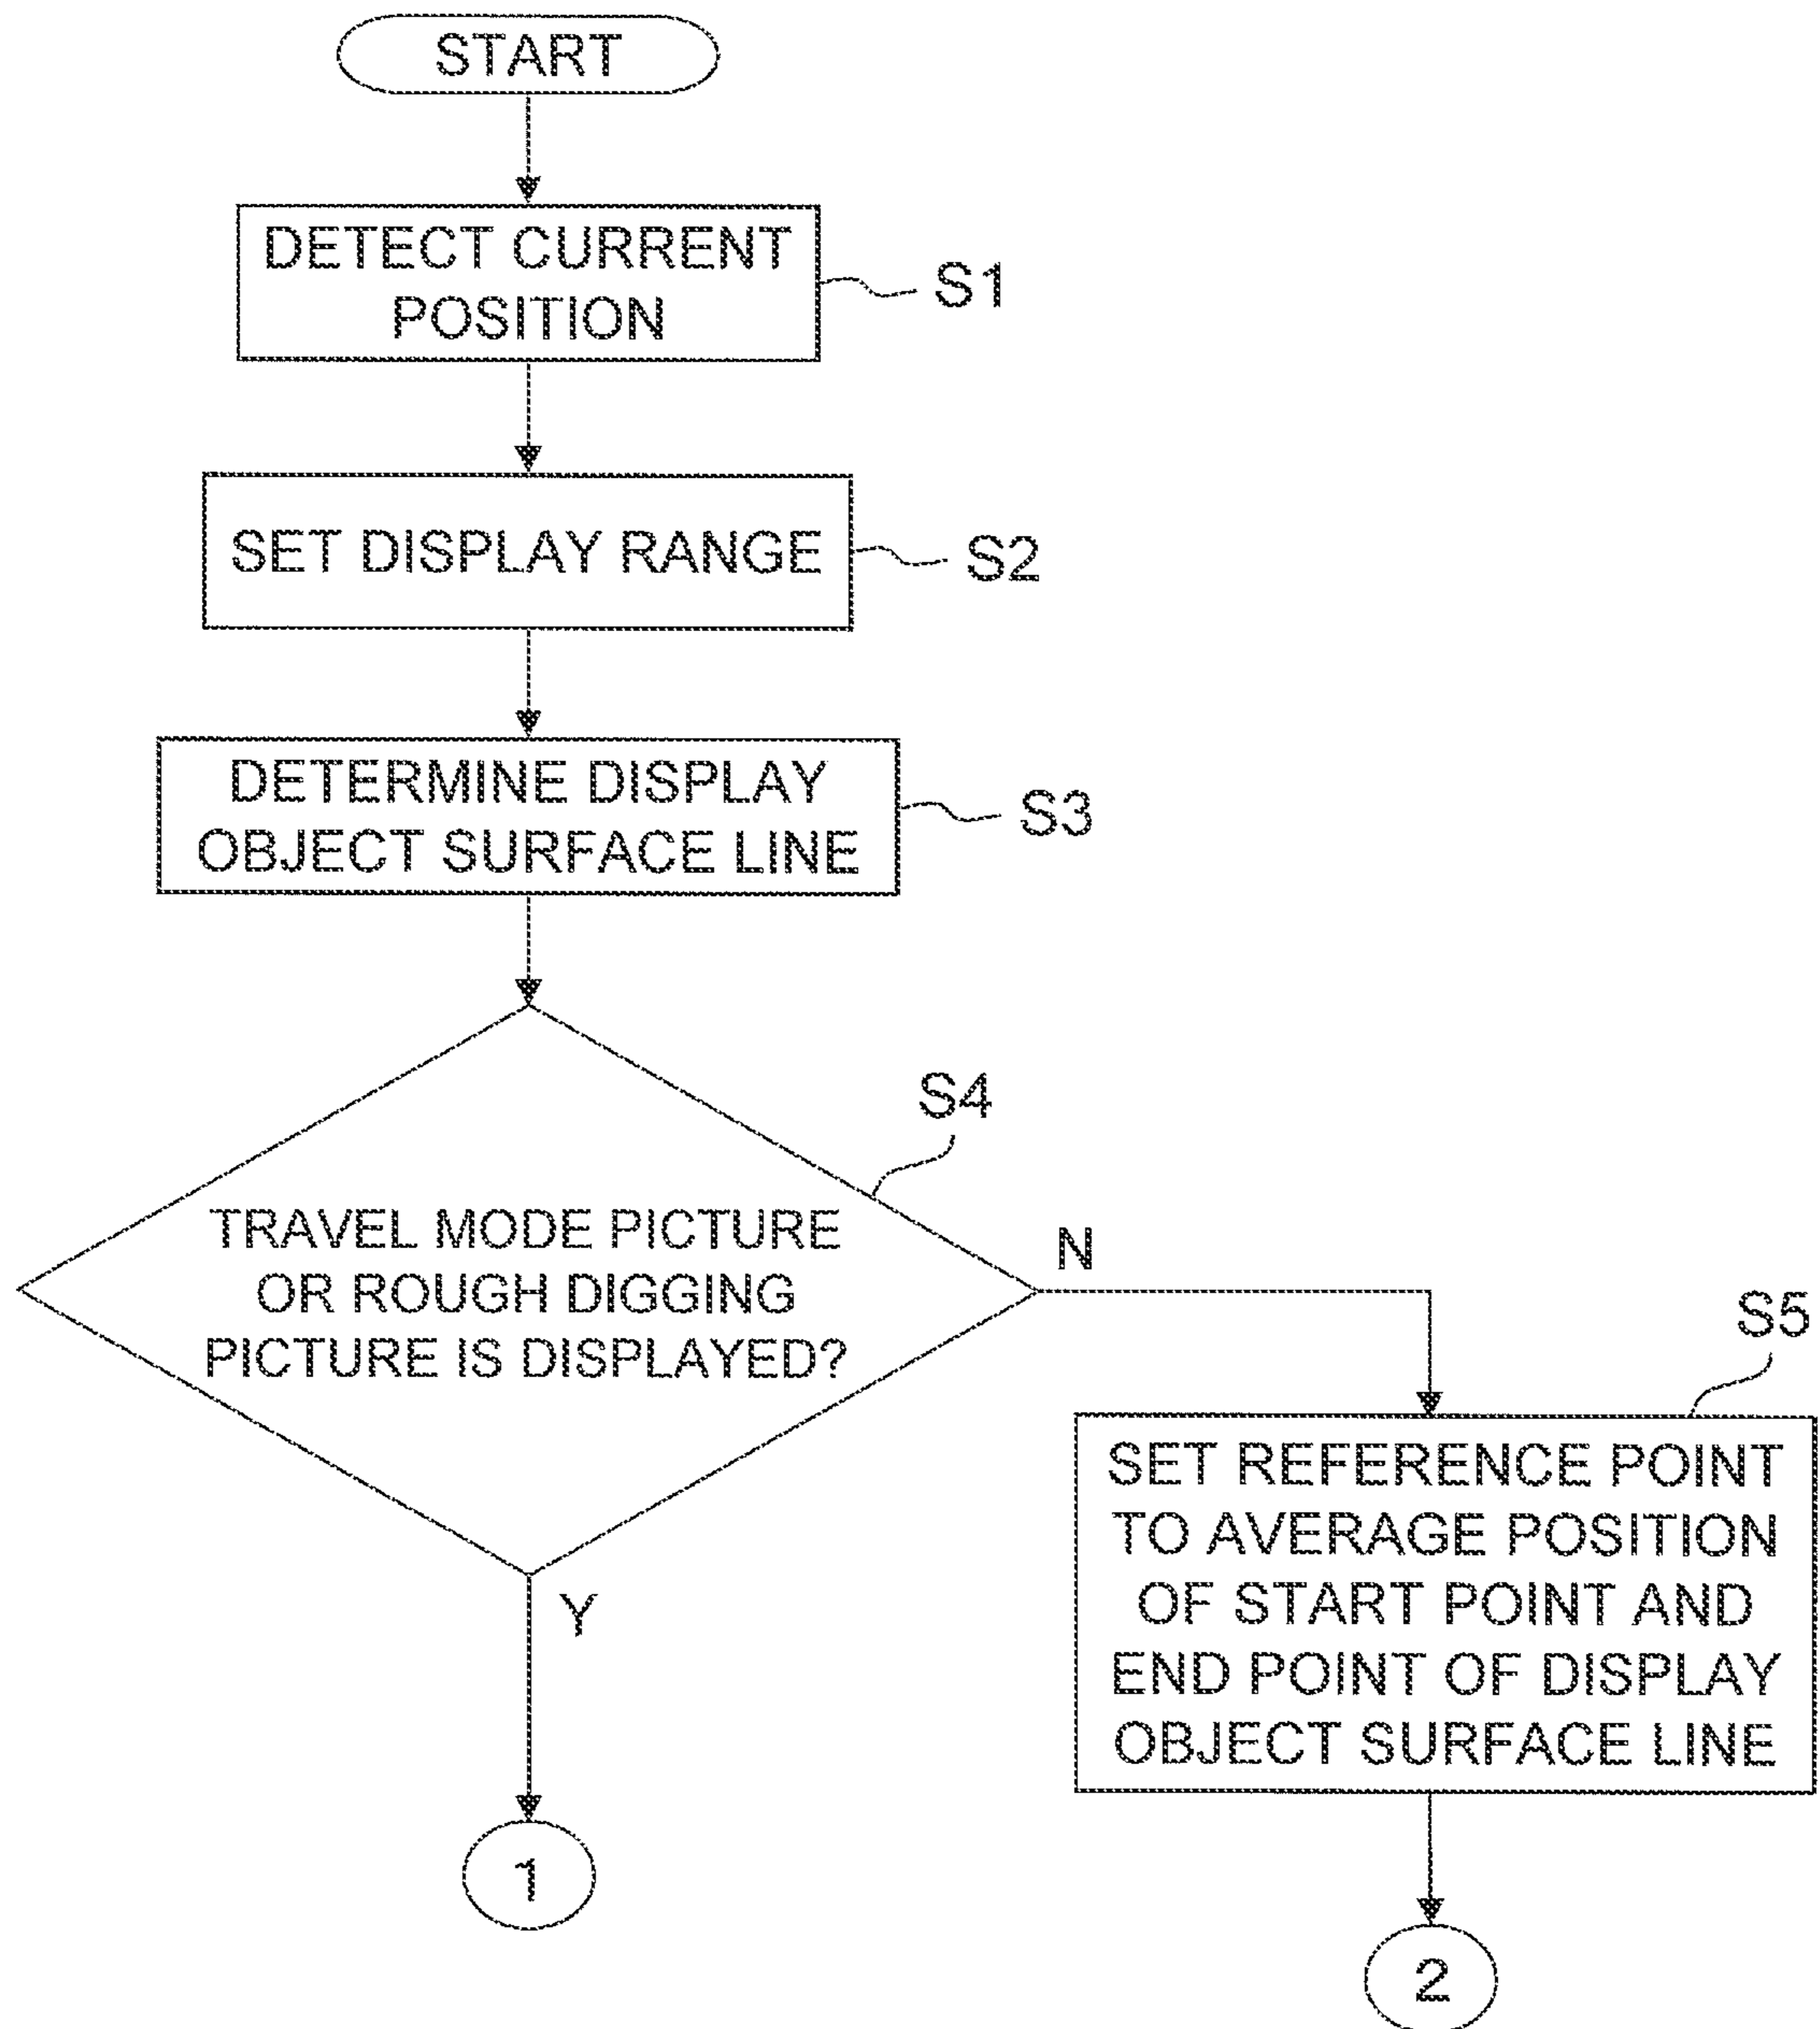 START
DETECT CURRENT
POSITION
S1
SET DISPLAY RANGE
S2
DETERMINE DISPLAY
OBJECT SURFACE LINE
S3
S4
TRAVEL MODE PICTURE
OR ROUGH DIGGING
PICTURE IS DISPLAYED?
N
Y
S5
SET REFERENCE POINT
TO AVERAGE POSITION
OF START POINT AND
END POINT OF DISPLAY
OBJECT SURFACE LINE
1
2